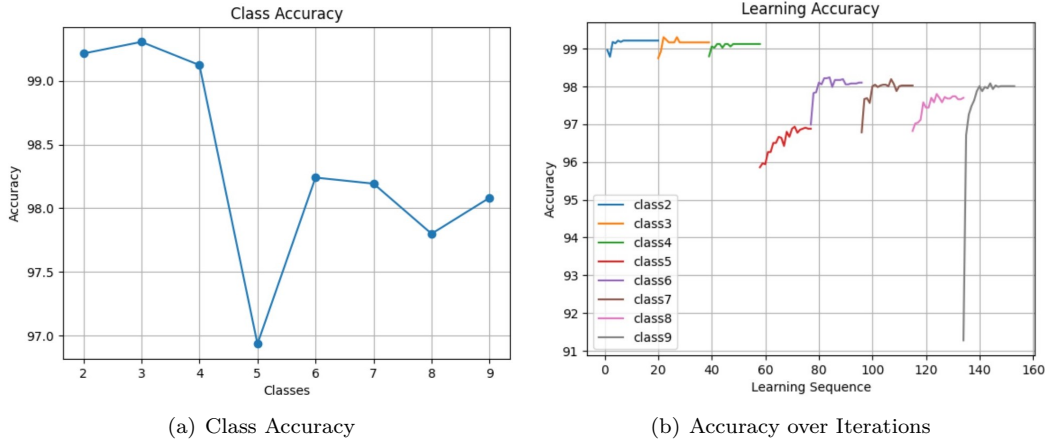 Class Accuracy
Accuracy
99.0
98.5
98.0
97.5
97.0
2 3 4 5 6 7 8 9
Classes
(a) Class Accuracy
Learning Accuracy
Accuracy
99
98
97
96
95
94
93
92
91
class2
class3
class4
class5
class6
class7
class8
class9
0 20 40 60 80 100 120 140 160
Learning Sequence
(b) Accuracy over Iterations